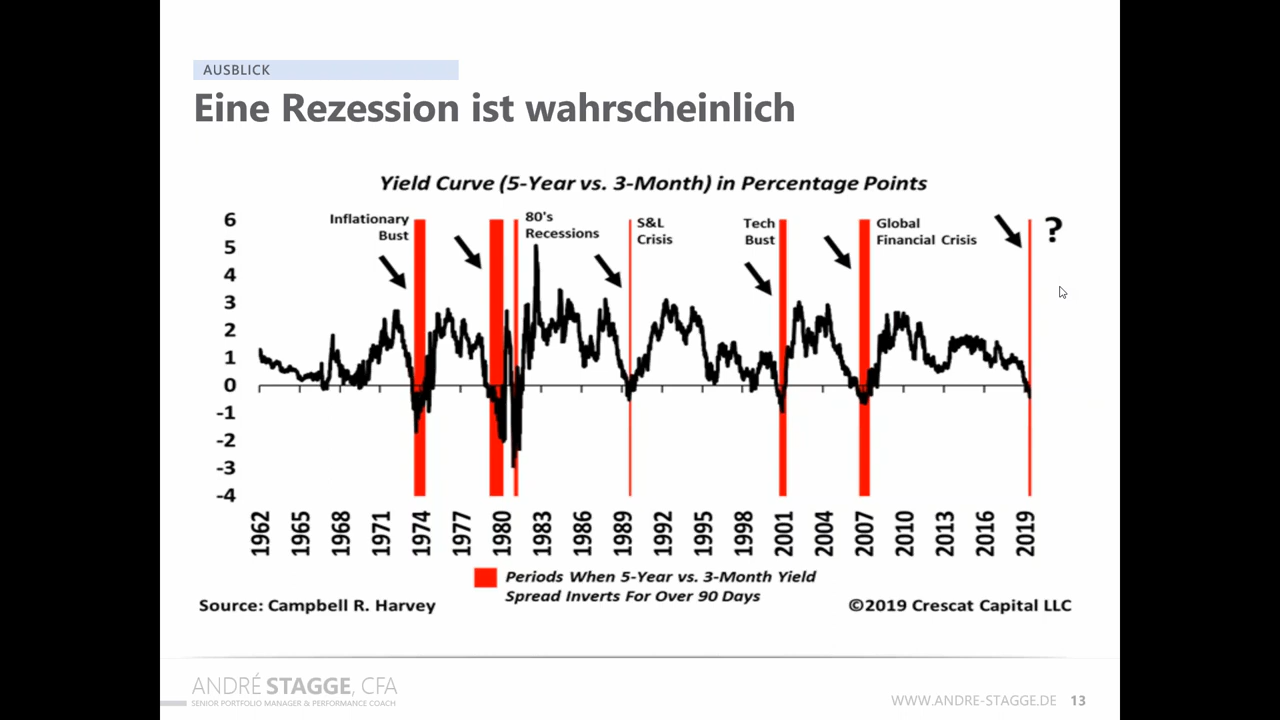 AUSBLICK
Eine Rezession ist wahrscheinlich
Yield Curve (5-Year vs. 3-Month) in Percentage Points
6
5
4
3
2
1
0
-1
-2
-3
-4
Inflationary
Bust
80's
Recessions
S&L
Crisis
Tech
Bust
Global
Financial Crisis
?
1962
1965
1968
1971
1974
1977
1980
1983
1986
1989
1992
1995
1998
2001
2004
2007
2010
2013
2016
2019
Periods When 5-Year vs. 3-Month Yield
Spread Inverts For Over 90 Days
Source: Campbell R. Harvey
©2019 Crescat Capital LLC
ANDRÉ STAGGE, CFA
SENIOR PORTFOLIO MANAGER & PERFORMANCE COACH
WWW.ANDRE-STAGGE.DE 13